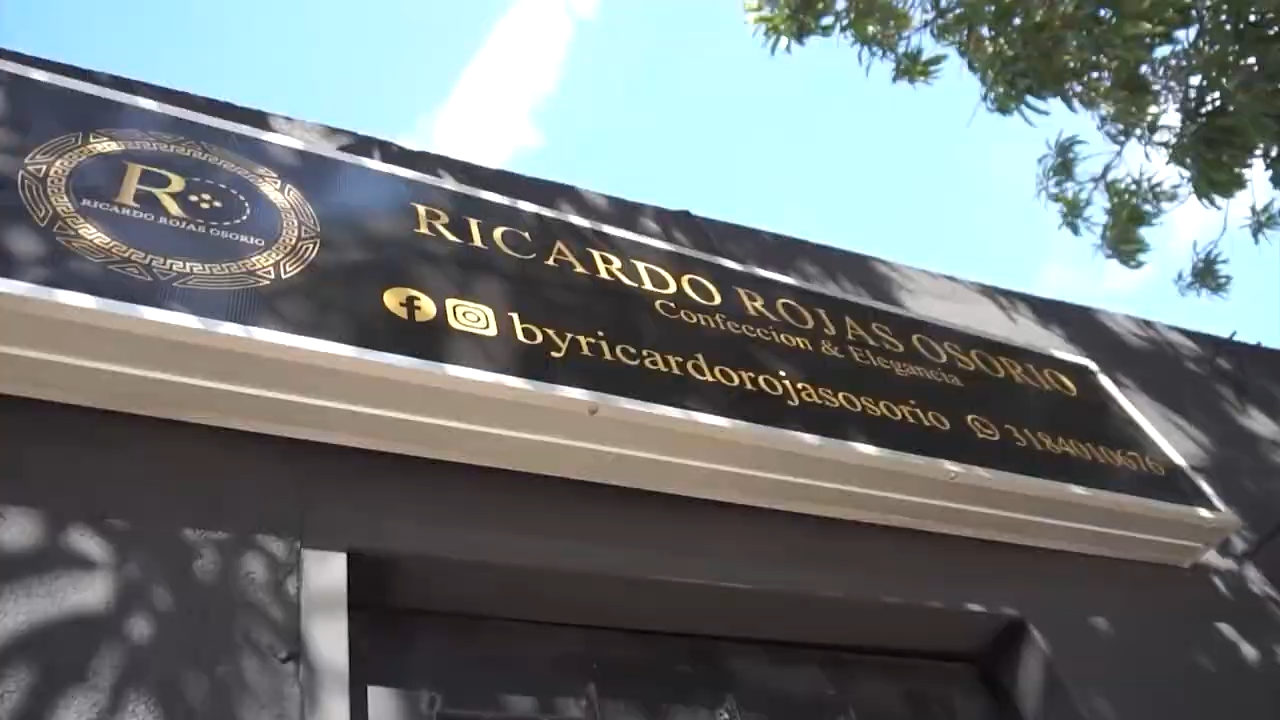 R
RICARDO ROJAS OSORIO
RICARDO ROJAS OSORIO
Confeccion & Elegancia
byricardorojasosorio 3184010676